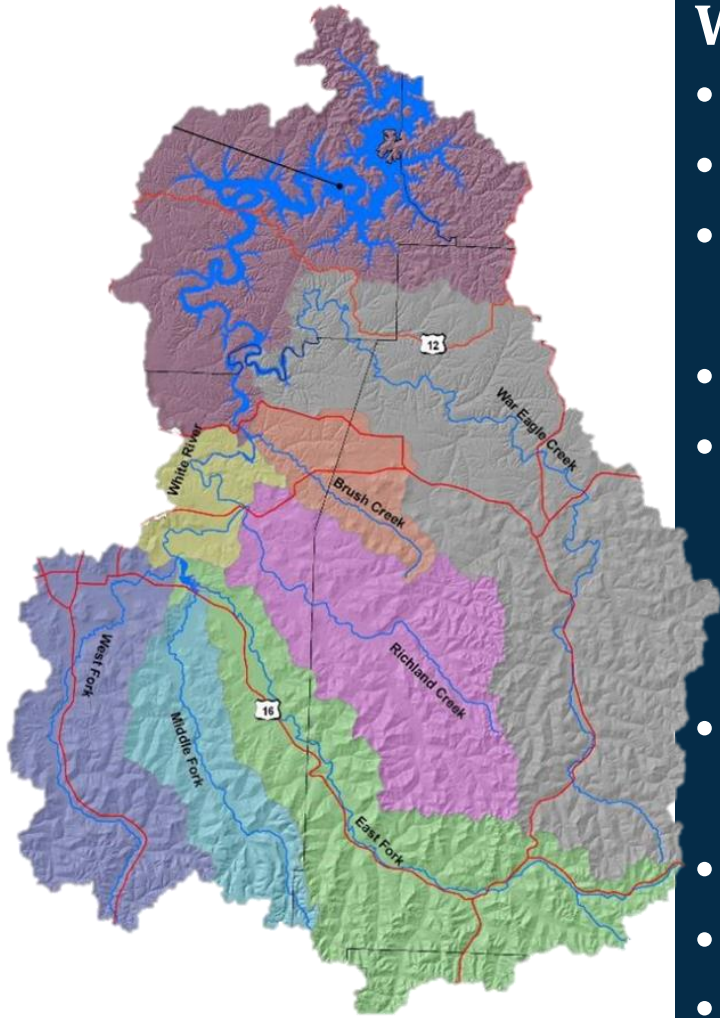 W
•
•
•
12
•
War Eagle Creek
•
White River
Brush Creek
West Fork
Richland Creek
16
Middle Fork
•
East Fork
•
•
•